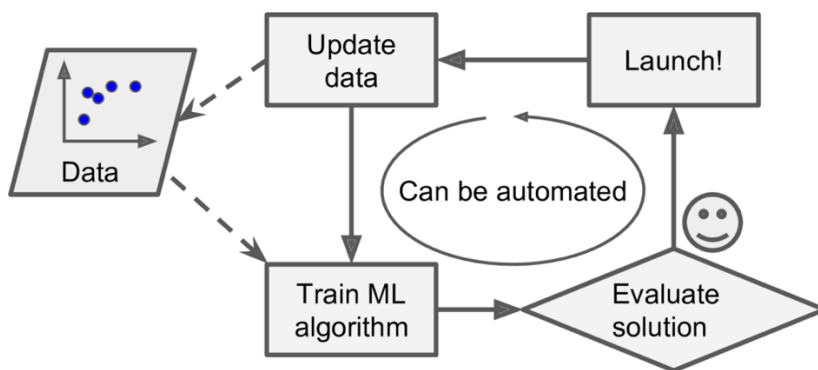 Update
data
Launch!
Data
Can be automated
Train ML
algorithm
Evaluate
solution